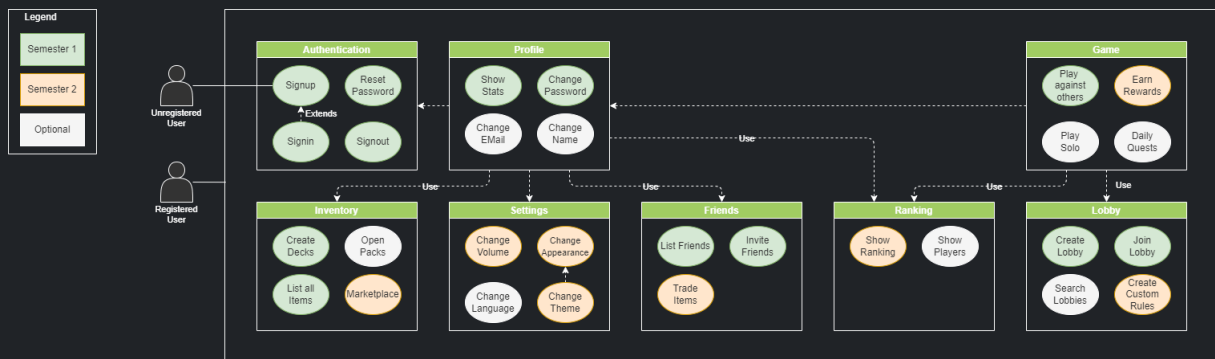 Legend
Semester 1
Semester 2
Optional
Unregistered
User
Registered
User
Authentication
Signup
Reset
Password
Extends
Signin
Signout
Profile
Show
Stats
Change
Password
Change
EMail
Change
Name
Game
Play
against
others
Earn
Rewards
Play
Solo
Daily
Quests
Use
Use
Use
Use
Use
Inventory
Create
Decks
Open
Packs
List all
Items
Marketplace
Settings
Change
Volume
Change
Appearance
Change
Language
Change
Theme
Friends
List Friends
Invite
Friends
Trade
Items
Ranking
Show
Ranking
Show
Players
Lobby
Create
Lobby
Join
Lobby
Search
Lobbies
Create
Custom
Rules